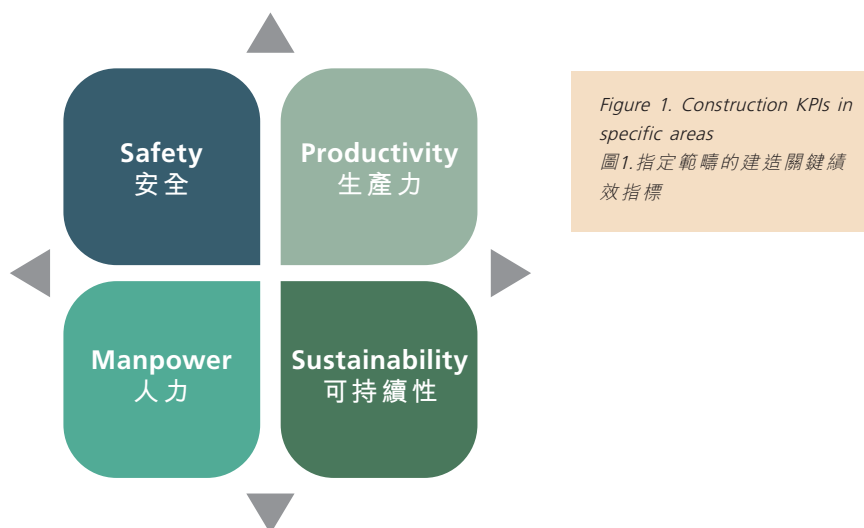 Safety
安全
Productivity
生產力
Manpower
人力
Sustainability
可持續性
Figure 1. Construction KPIs in
specific areas
圖1.指定範疇的建造關鍵績
效指標